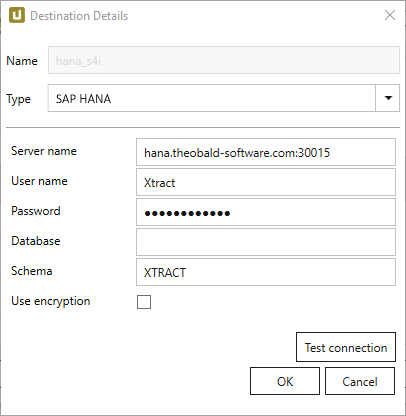 Destination Details
Name hana_s4i
Type SAP HANA
Server name hana.theobald-software.com:30015
User name Xtract
Password ●●●●●●●●●●●●
Database
Schema XTRACT
Use encryption
Test connection
OK Cancel